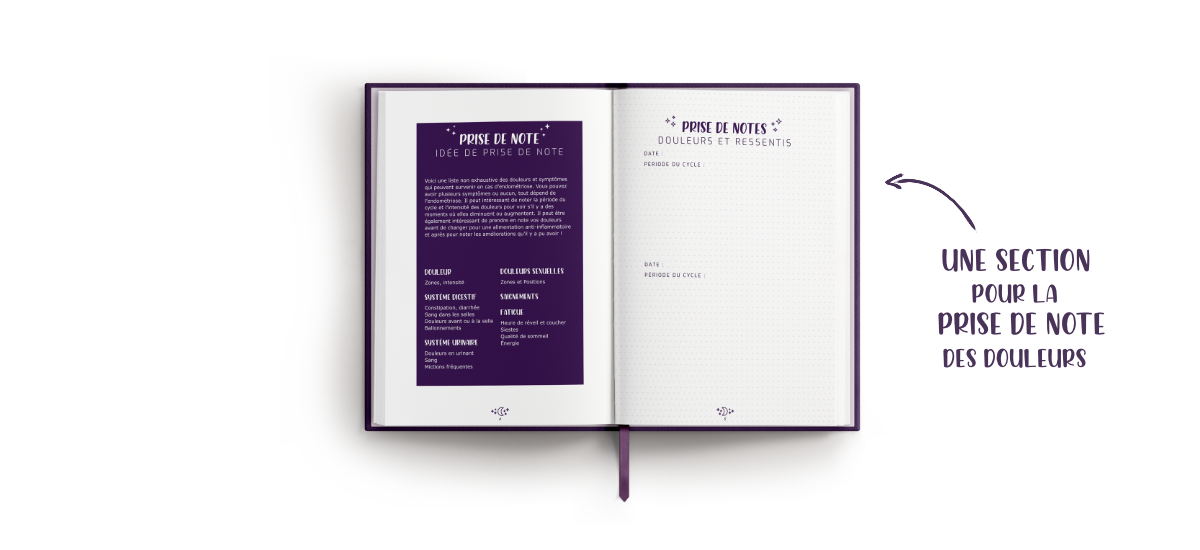 PRISE DE NOTE
IDÉE DE PRISE DE NOTE
Voici une liste non exhaustive des douleurs et symptômes
qui peuvent survenir en cas d'endométriose. Vous pouvez
avoir plusieurs symptômes ou aucun, tout dépend de
l'endométriose. Il peut intéressant de noter la période du
cycle et l'intensité des douleurs pour voir s'il y a des
moments où elles diminuent ou augmentent. Il peut être
également intéressant de prendre en note vos douleurs
avant de changer pour une alimentation anti-inflammatoire
et après pour noter les améliorations qu'il y a pu avoir !
DOULEUR
Zones, intensité
SYSTÈME DIGESTIF
Constipation, diarrhée
Sang dans les selles
Douleurs avant ou à la selle
Ballonnements
SYSTÈME URINAIRE
Douleurs en urinant
Sang
Mictions fréquentes
DOULEURS SEXUELLES
Zones et Positions
SAIGNEMENTS
FATIGUE
Heure de réveil et coucher
Siestes
Qualité de sommeil
Énergie
PRISE DE NOTES
DOULEURS ET RESSENTIS
DATE :
PÉRIODE DU CYCLE :
DATE :
PÉRIODE DU CYCLE :
UNE SECTION
POUR LA
PRISE DE NOTE
DES DOULEURS